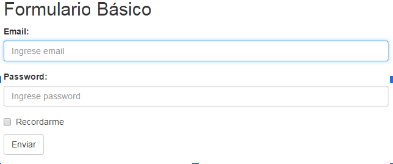 Formulario Básico
Email:
Ingrese email
Password:
Ingrese password
Recordarme
Enviar